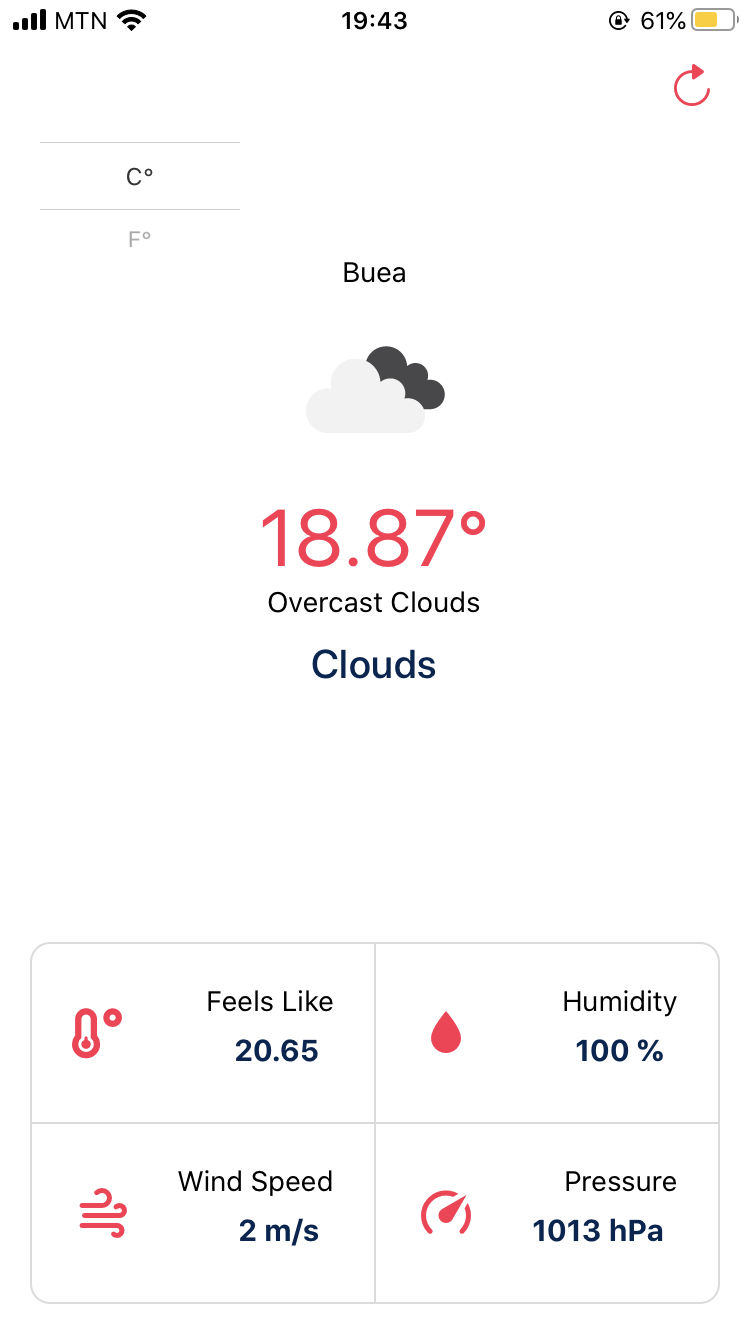 MTN 19:43 61%
C°
F°
Buea
18.87°
Overcast Clouds
Clouds
Feels Like
20.65
Humidity
100 %
Wind Speed
2 m/s
Pressure
1013 hPa